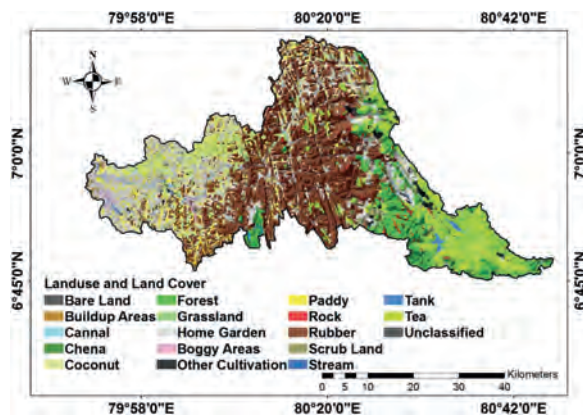 79°58'0"E 80°20'0"E 80°42'0"E
N
W E
S
7°0'0"N 7°0'0"N
6°45'0"N 6°45'0"N
Landuse and Land Cover
Bare Land Forest Paddy Tank
Buildup Areas Grassland Rock Tea
Cannal Home Garden Rubber Unclassified
Chena Boggy Areas Scrub Land
Coconut Other Cultivation Stream
Kilometers
0 5 10 20 30 40
79°58'0"E 80°20'0"E 80°42'0"E